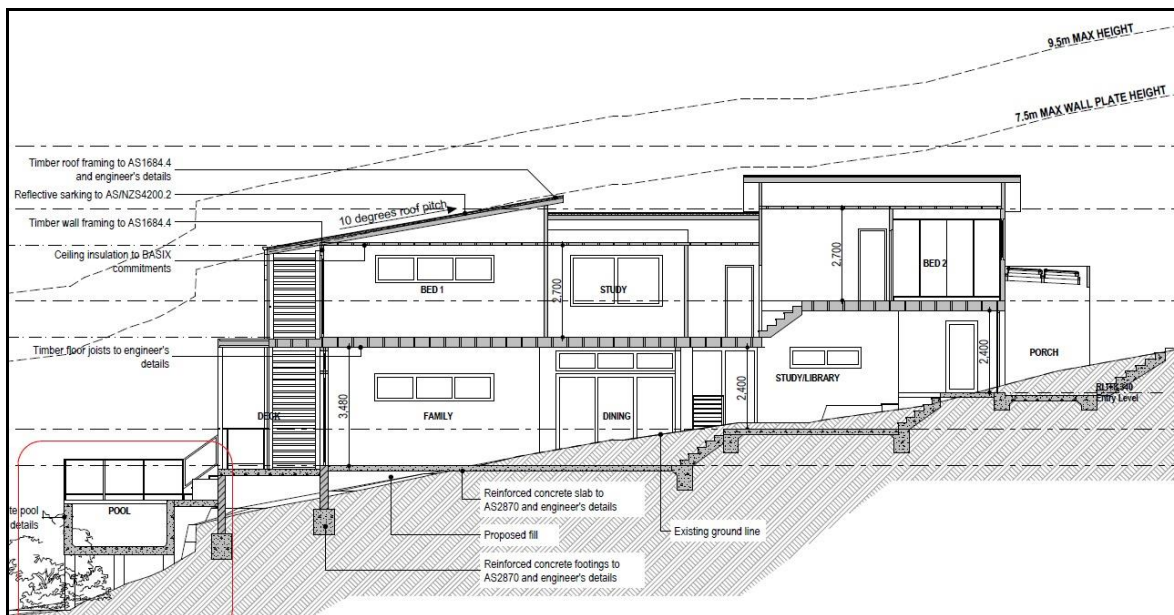 9.5m MAX HEIGHT
7.5m MAX WALL PLATE HEIGHT
Timber roof framing to AS1684.4
and engineer's details
Reflective sarking to AS/NZS4200.2
10 degrees roof pitch
Timber wall framing to AS1684.4
Ceiling insulation to BASIX
commitments
BED 1
2,700
STUDY
2,700
BED 2
Timber floor joists to engineer's
details
DECK
3,480
FAMILY
DINING
2,400
STUDY/LIBRARY
2,400
PORCH
Entry Level
POOL
te pool
details
Reinforced concrete slab to
AS2870 and engineer's details
Proposed fill
Existing ground line
Reinforced concrete footings to
AS2870 and engineer's details